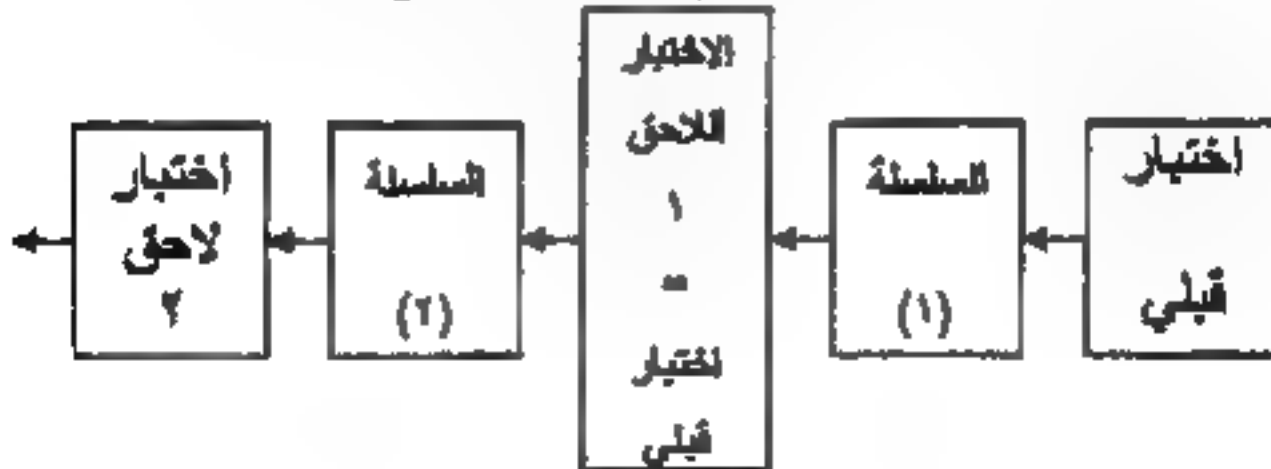 اختبار
قبلي
السلسلة
(١)
الاختبار
اللاحق
١
=
اختبار
قبلي
السلسلة
(٢)
اختبار
لاحق
٢